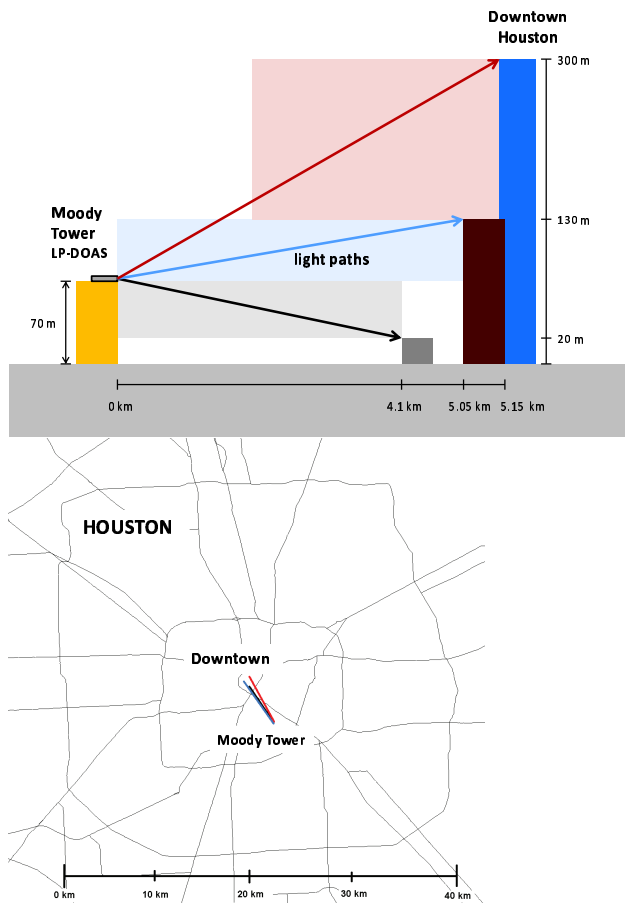 Downtown
Houston
300 m
Moody
Tower
LP-DOAS
130 m
light paths
70 m
20 m
0 km
4.1 km
5.05 km
5.15 km
HOUSTON
Downtown
Moody Tower
0 km
10 km
20 km
30 km
40 km